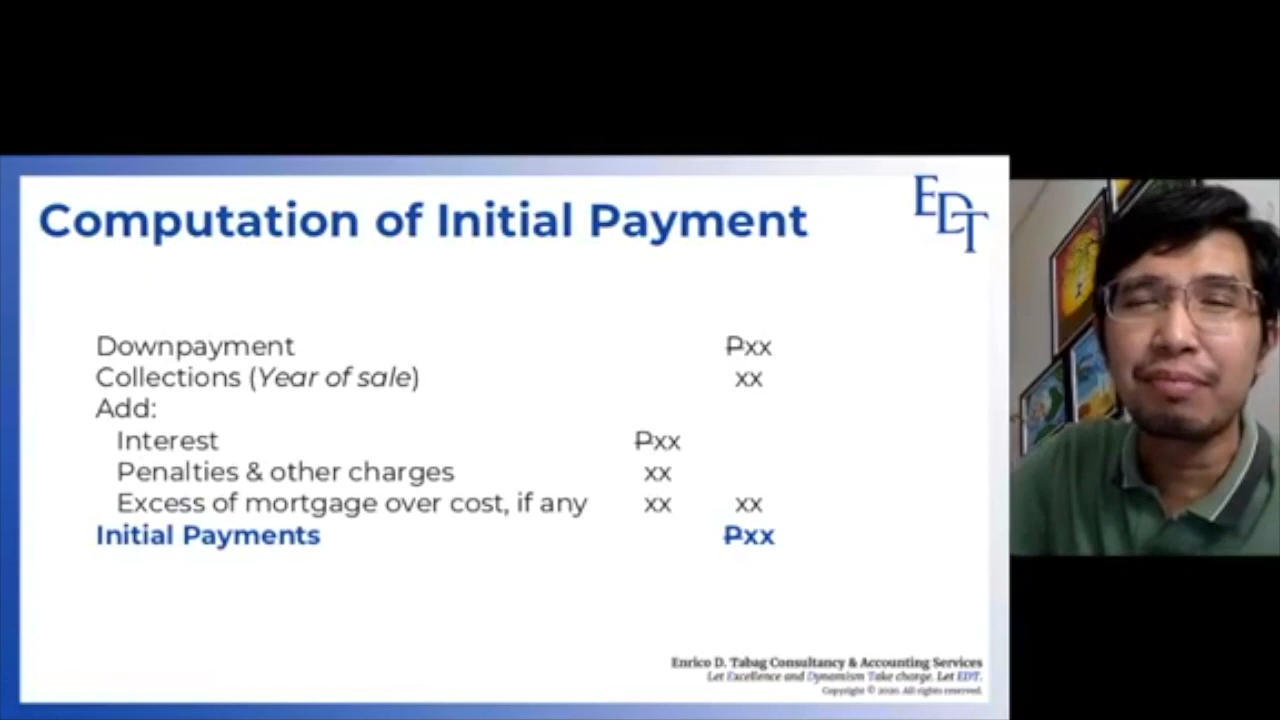 Computation of Initial Payment
EDT
Downpayment ₱xx
Collections (Year of sale) xx
Add:
Interest ₱xx
Penalties & other charges xx
Excess of mortgage over cost, if any xx xx
Initial Payments ₱xx
Enrico D. Tabag Consultancy & Accounting Services
Let Excellence and Dynamism Take charge. Let EDT.
Copyright © 2020. All rights reserved.